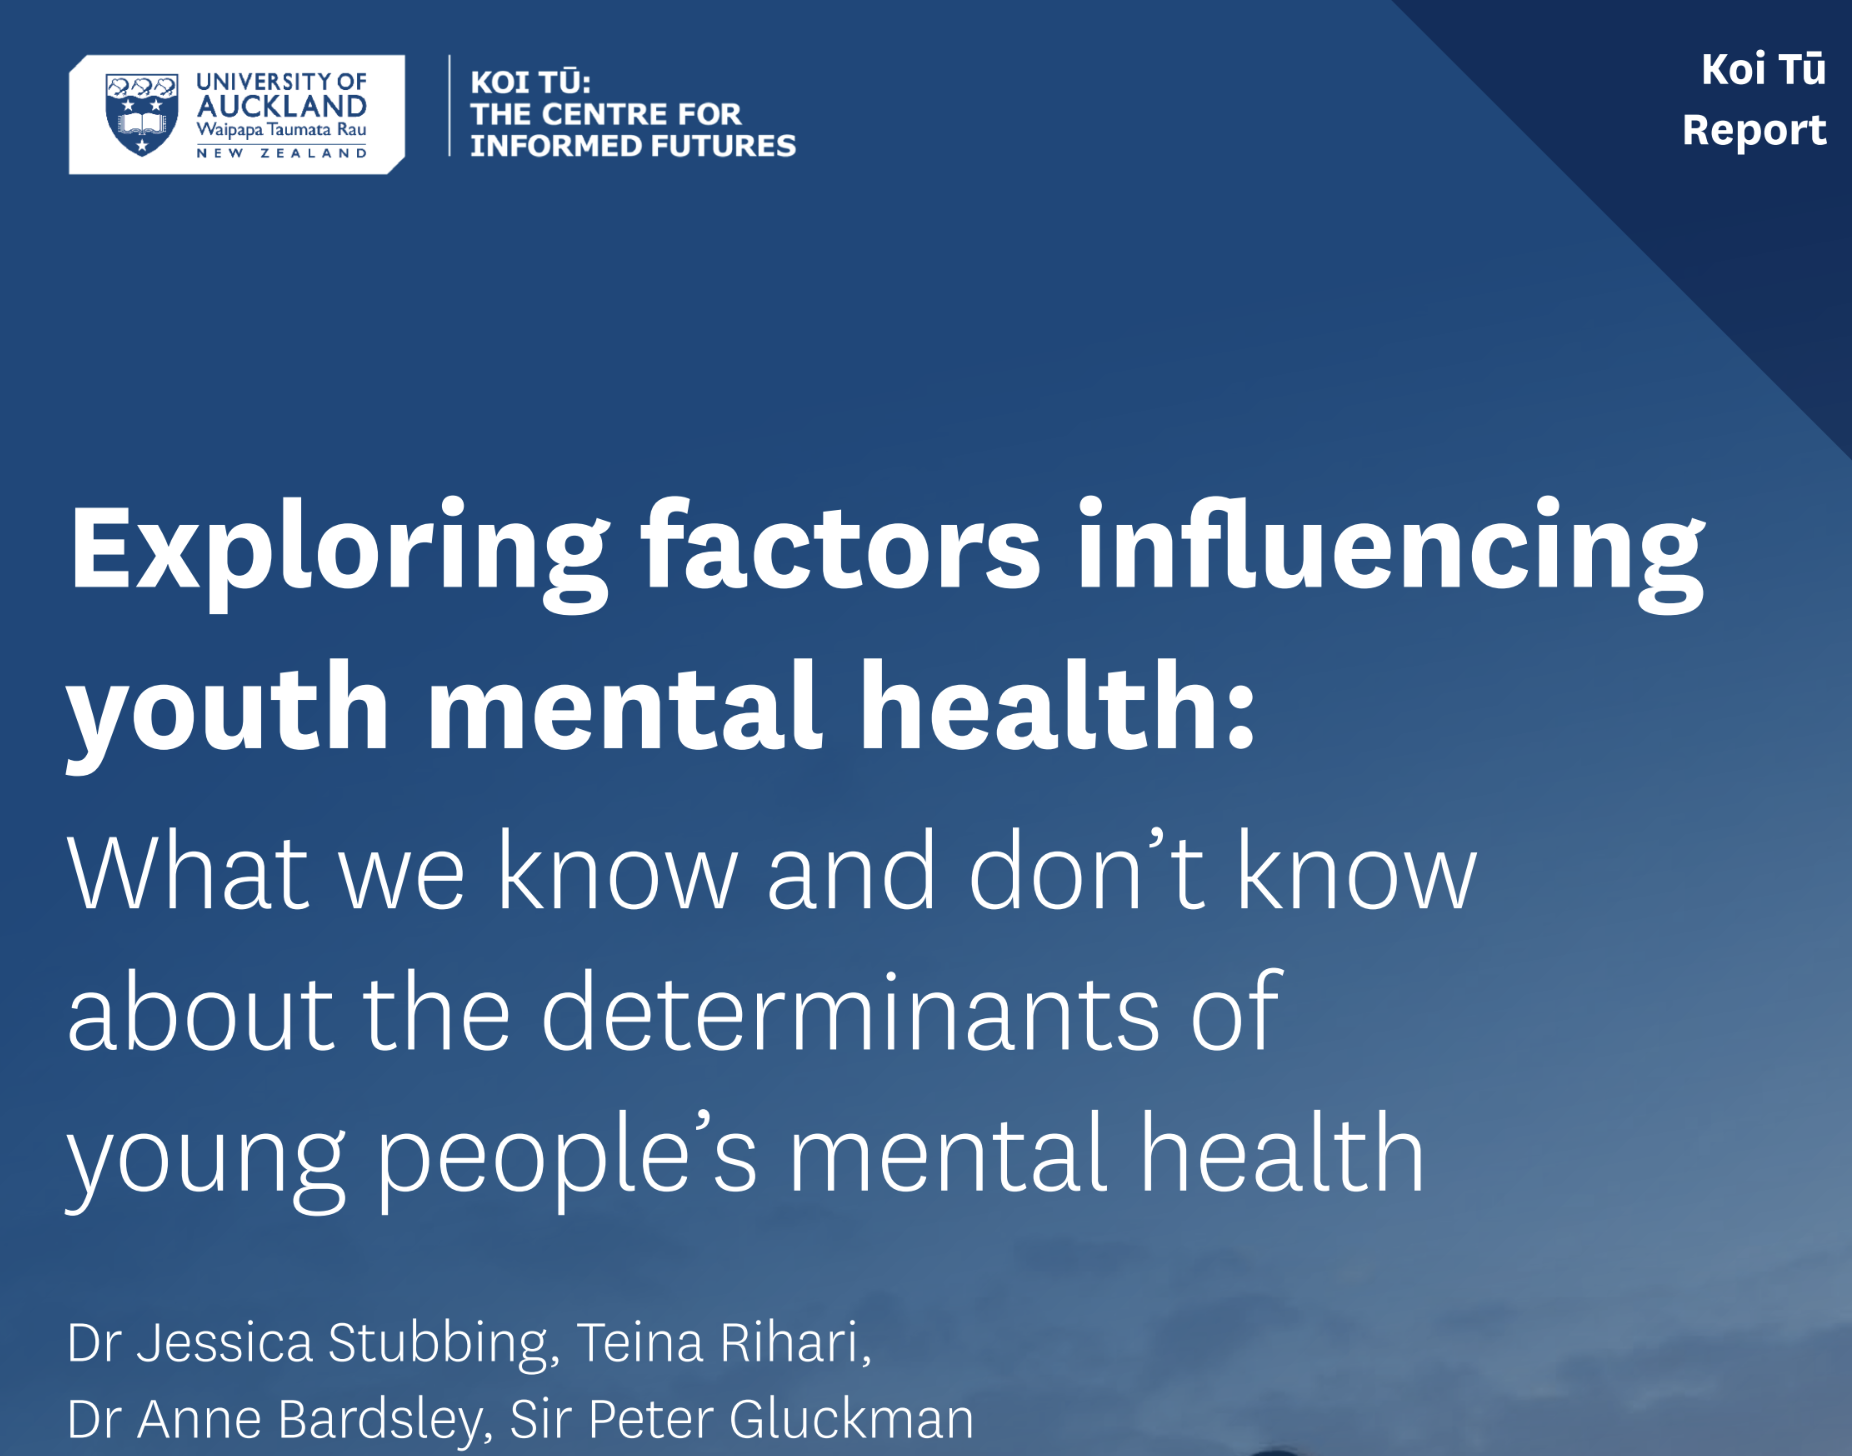 UNIVERSITY OF
AUCKLAND
Waipapa Taumata Rau
NEW ZEALAND
KOI TŪ:
THE CENTRE FOR
INFORMED FUTURES
Koi Tū
Report
Exploring factors influencing
youth mental health:
What we know and don’t know
about the determinants of
young people’s mental health
Dr Jessica Stubbing, Teina Rihari,
Dr Anne Bardsley, Sir Peter Gluckman